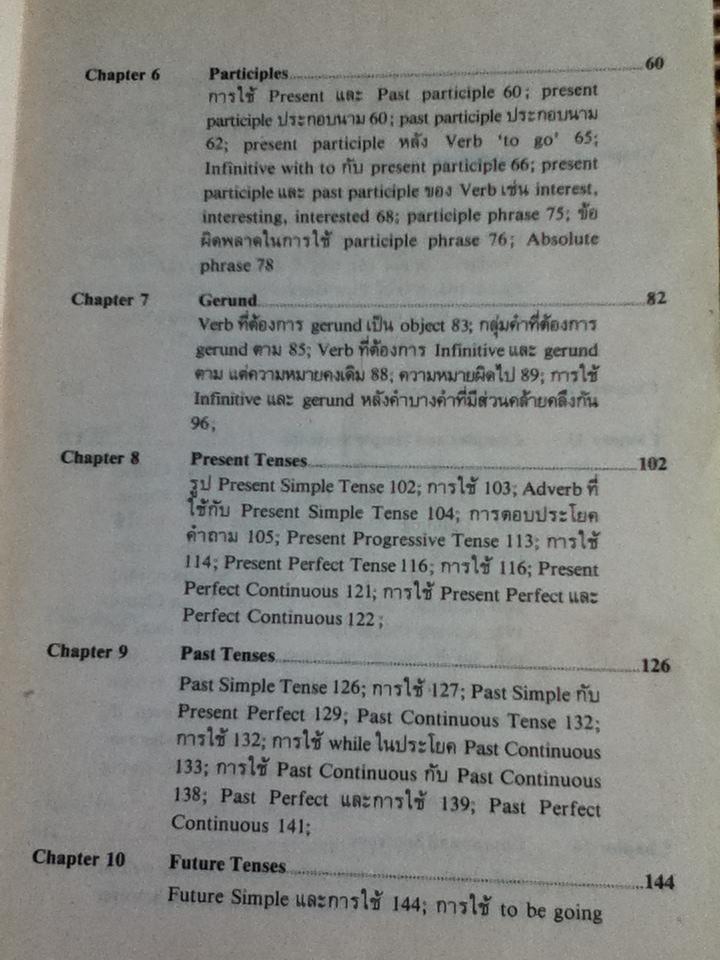 Chapter 6 Participles 60
การใช้ Present และ Past participle 60; present
participle ประกอบนาม 60; past participle ประกอบนาม
62; present participle หลัง Verb ‘to go’ 65;
Infinitive with to กับ present participle 66; present
participle และ past participle ของ Verb เช่น interest,
interesting, interested 68; participle phrase 75; ข้อ
ผิดพลาดในการใช้ participle phrase 76; Absolute
phrase 78
Chapter 7 Gerund 82
Verb ที่ต้องการ gerund เป็น object 83; กลุ่มคำที่ต้องการ
gerund ตาม 85; Verb ที่ต้องการ Infinitive และ gerund
ตาม แต่ความหมายคงเดิม 88; ความหมายผิดไป 89; การใช้
Infinitive และ gerund หลังคำบางคำที่มีส่วนคล้ายคลึงกัน
96;
Chapter 8 Present Tenses 102
รูป Present Simple Tense 102; การใช้ 103; Adverb ที่
ใช้กับ Present Simple Tense 104; การตอบประโยค
คำถาม 105; Present Progressive Tense 113; การใช้
114; Present Perfect Tense 116; การใช้ 116; Present
Perfect Continuous 121; การใช้ Present Perfect และ
Perfect Continuous 122;
Chapter 9 Past Tenses 126
Past Simple Tense 126; การใช้ 127; Past Simple กับ
Present Perfect 129; Past Continuous Tense 132;
การใช้ 132; การใช้ while ในประโยค Past Continuous
133; การใช้ Past Continuous กับ Past Continuous
138; Past Perfect และการใช้ 139; Past Perfect
Continuous 141;
Chapter 10 Future Tenses 144
Future Simple และการใช้ 144; การใช้ to be going